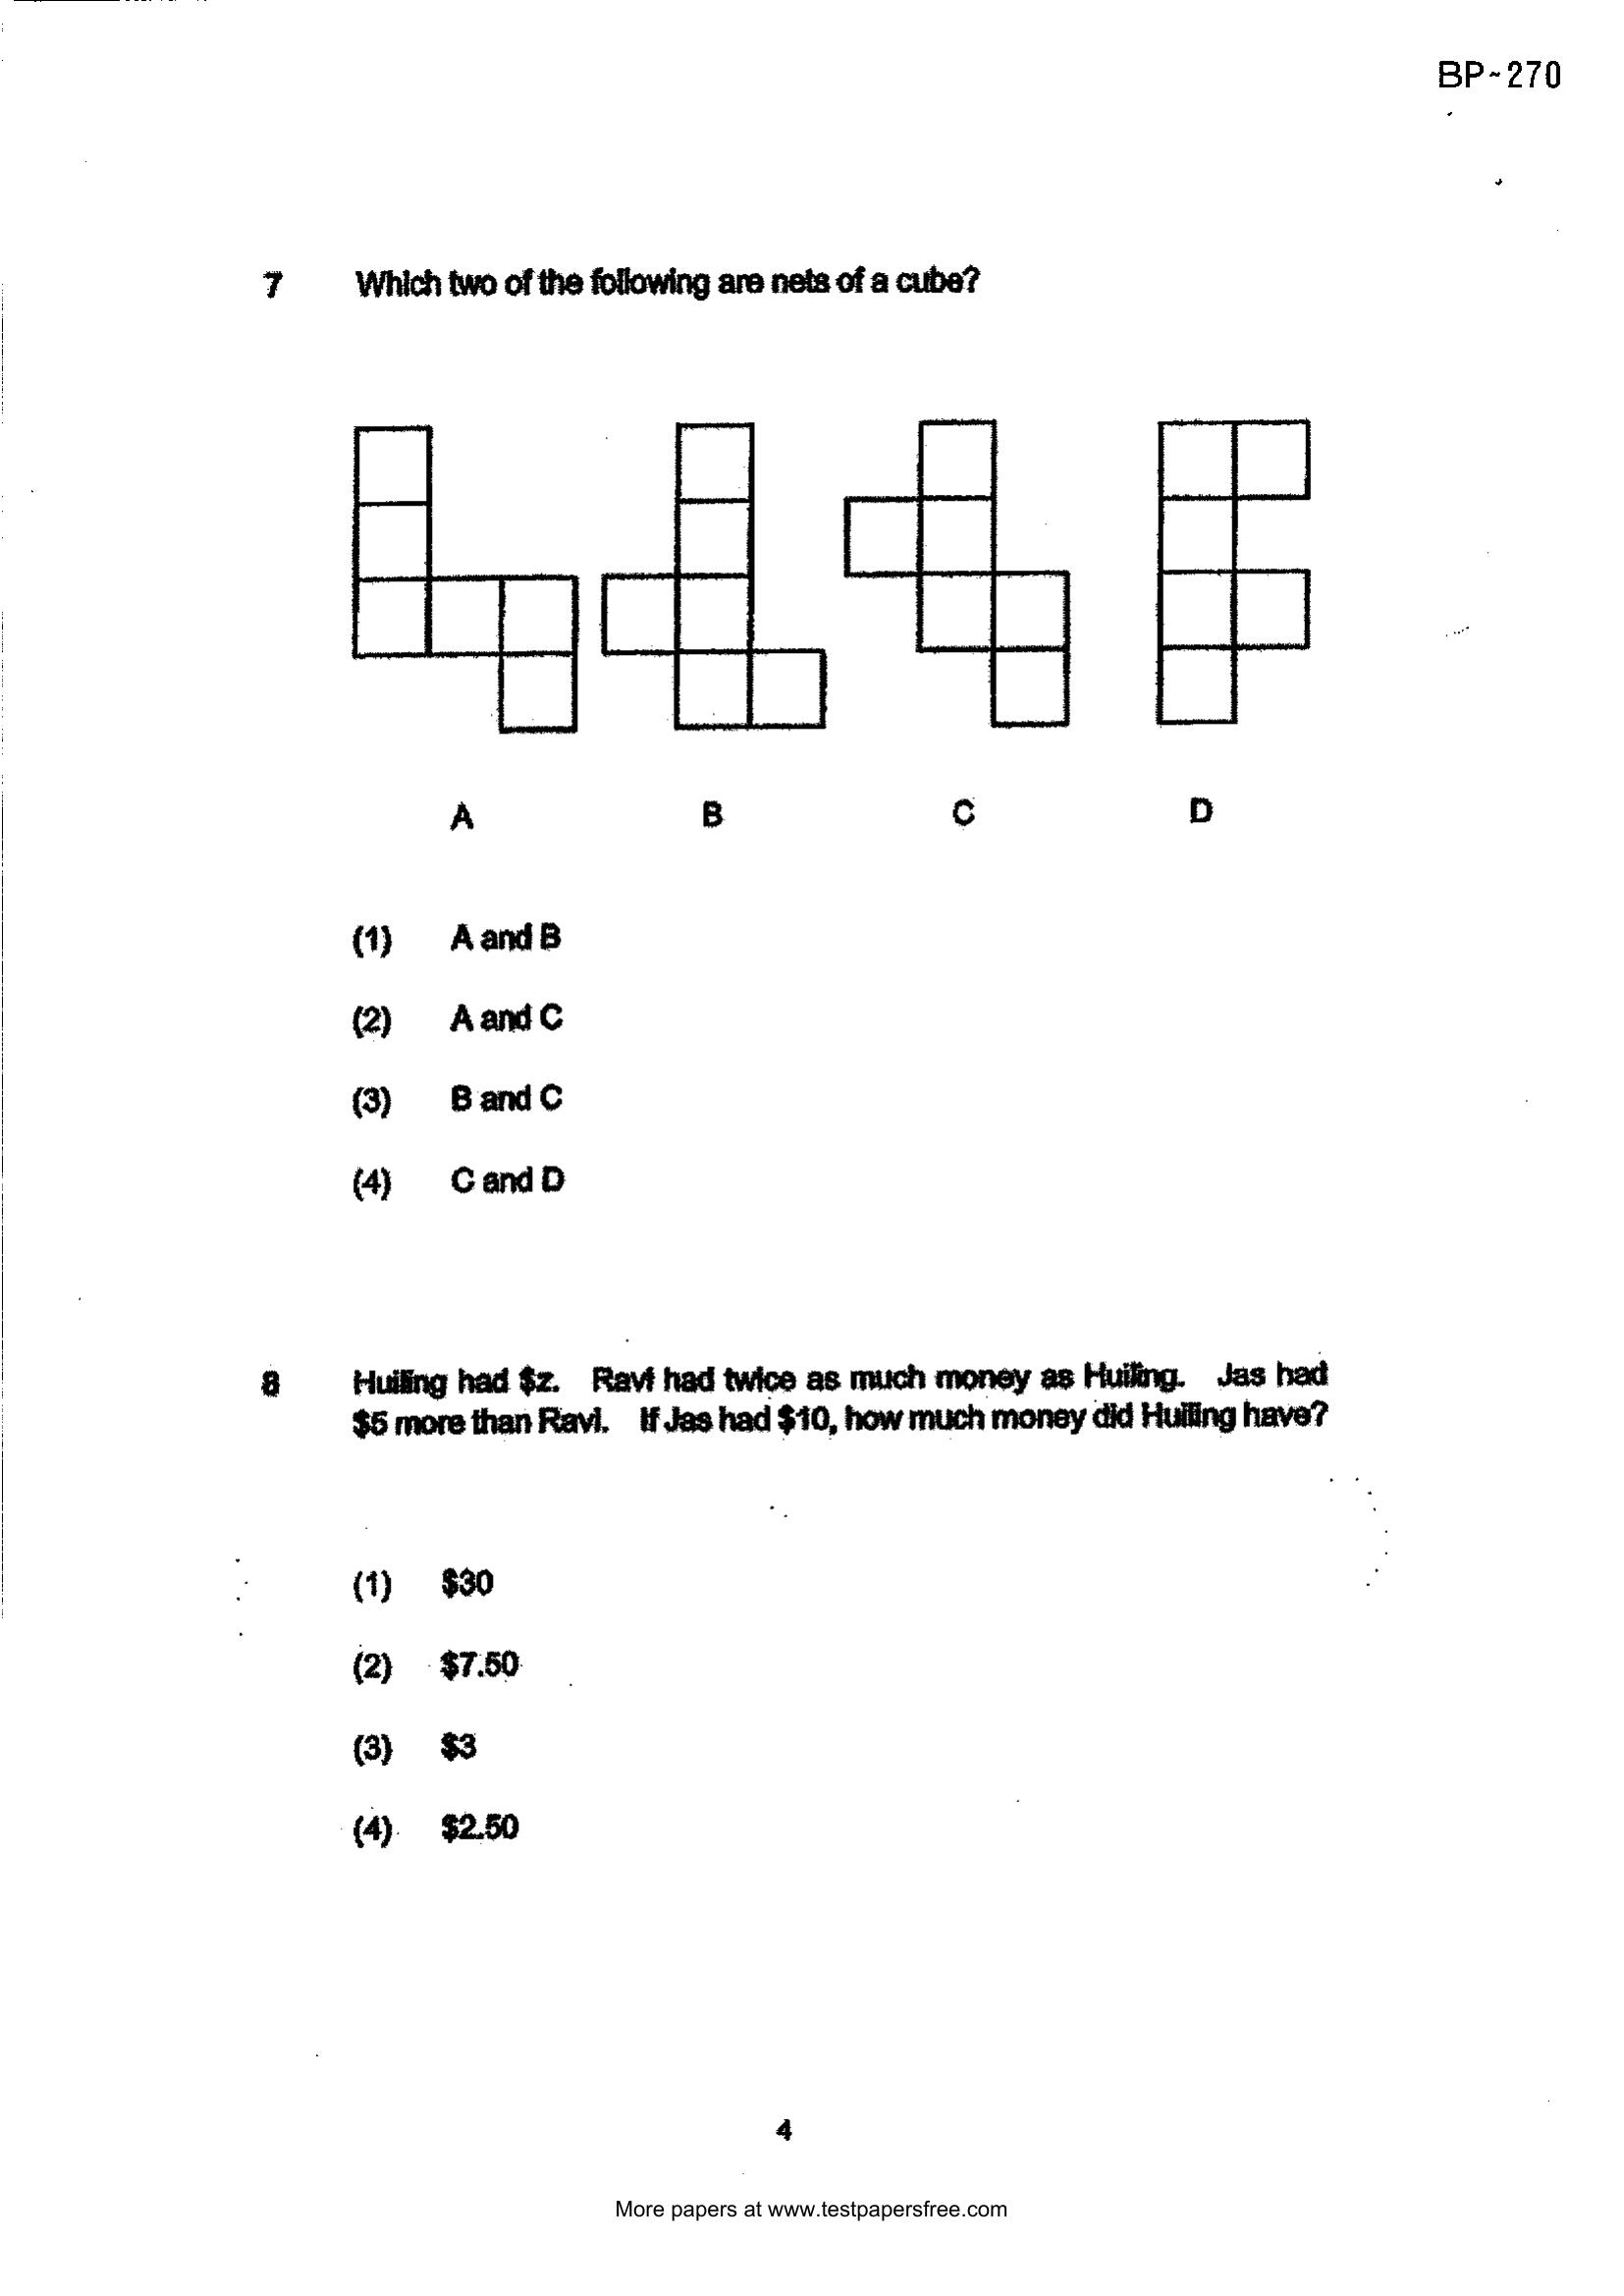 BP~270
7 Which two of the following are nets of a cube?
A B C D
(1) A and B
(2) A and C
(3) B and C
(4) C and D
8 Huiling had $z. Ravi had twice as much money as Huiling. Jas had
$5 more than Ravi. If Jas had $10, how much money did Huiling have?
(1) $30
(2) $7.50
(3) $3
(4) $2.50
4
More papers at www.testpapersfree.com